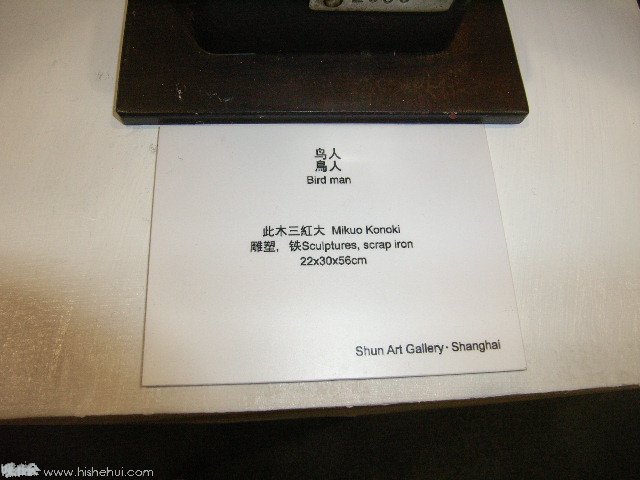 鸟人
鳥人
Bird man
此木三紅大 Mikuo Konoki
雕塑，铁Sculptures, scrap iron
22x30x56cm
Shun Art Gallery · Shanghai
www.hishehui.com